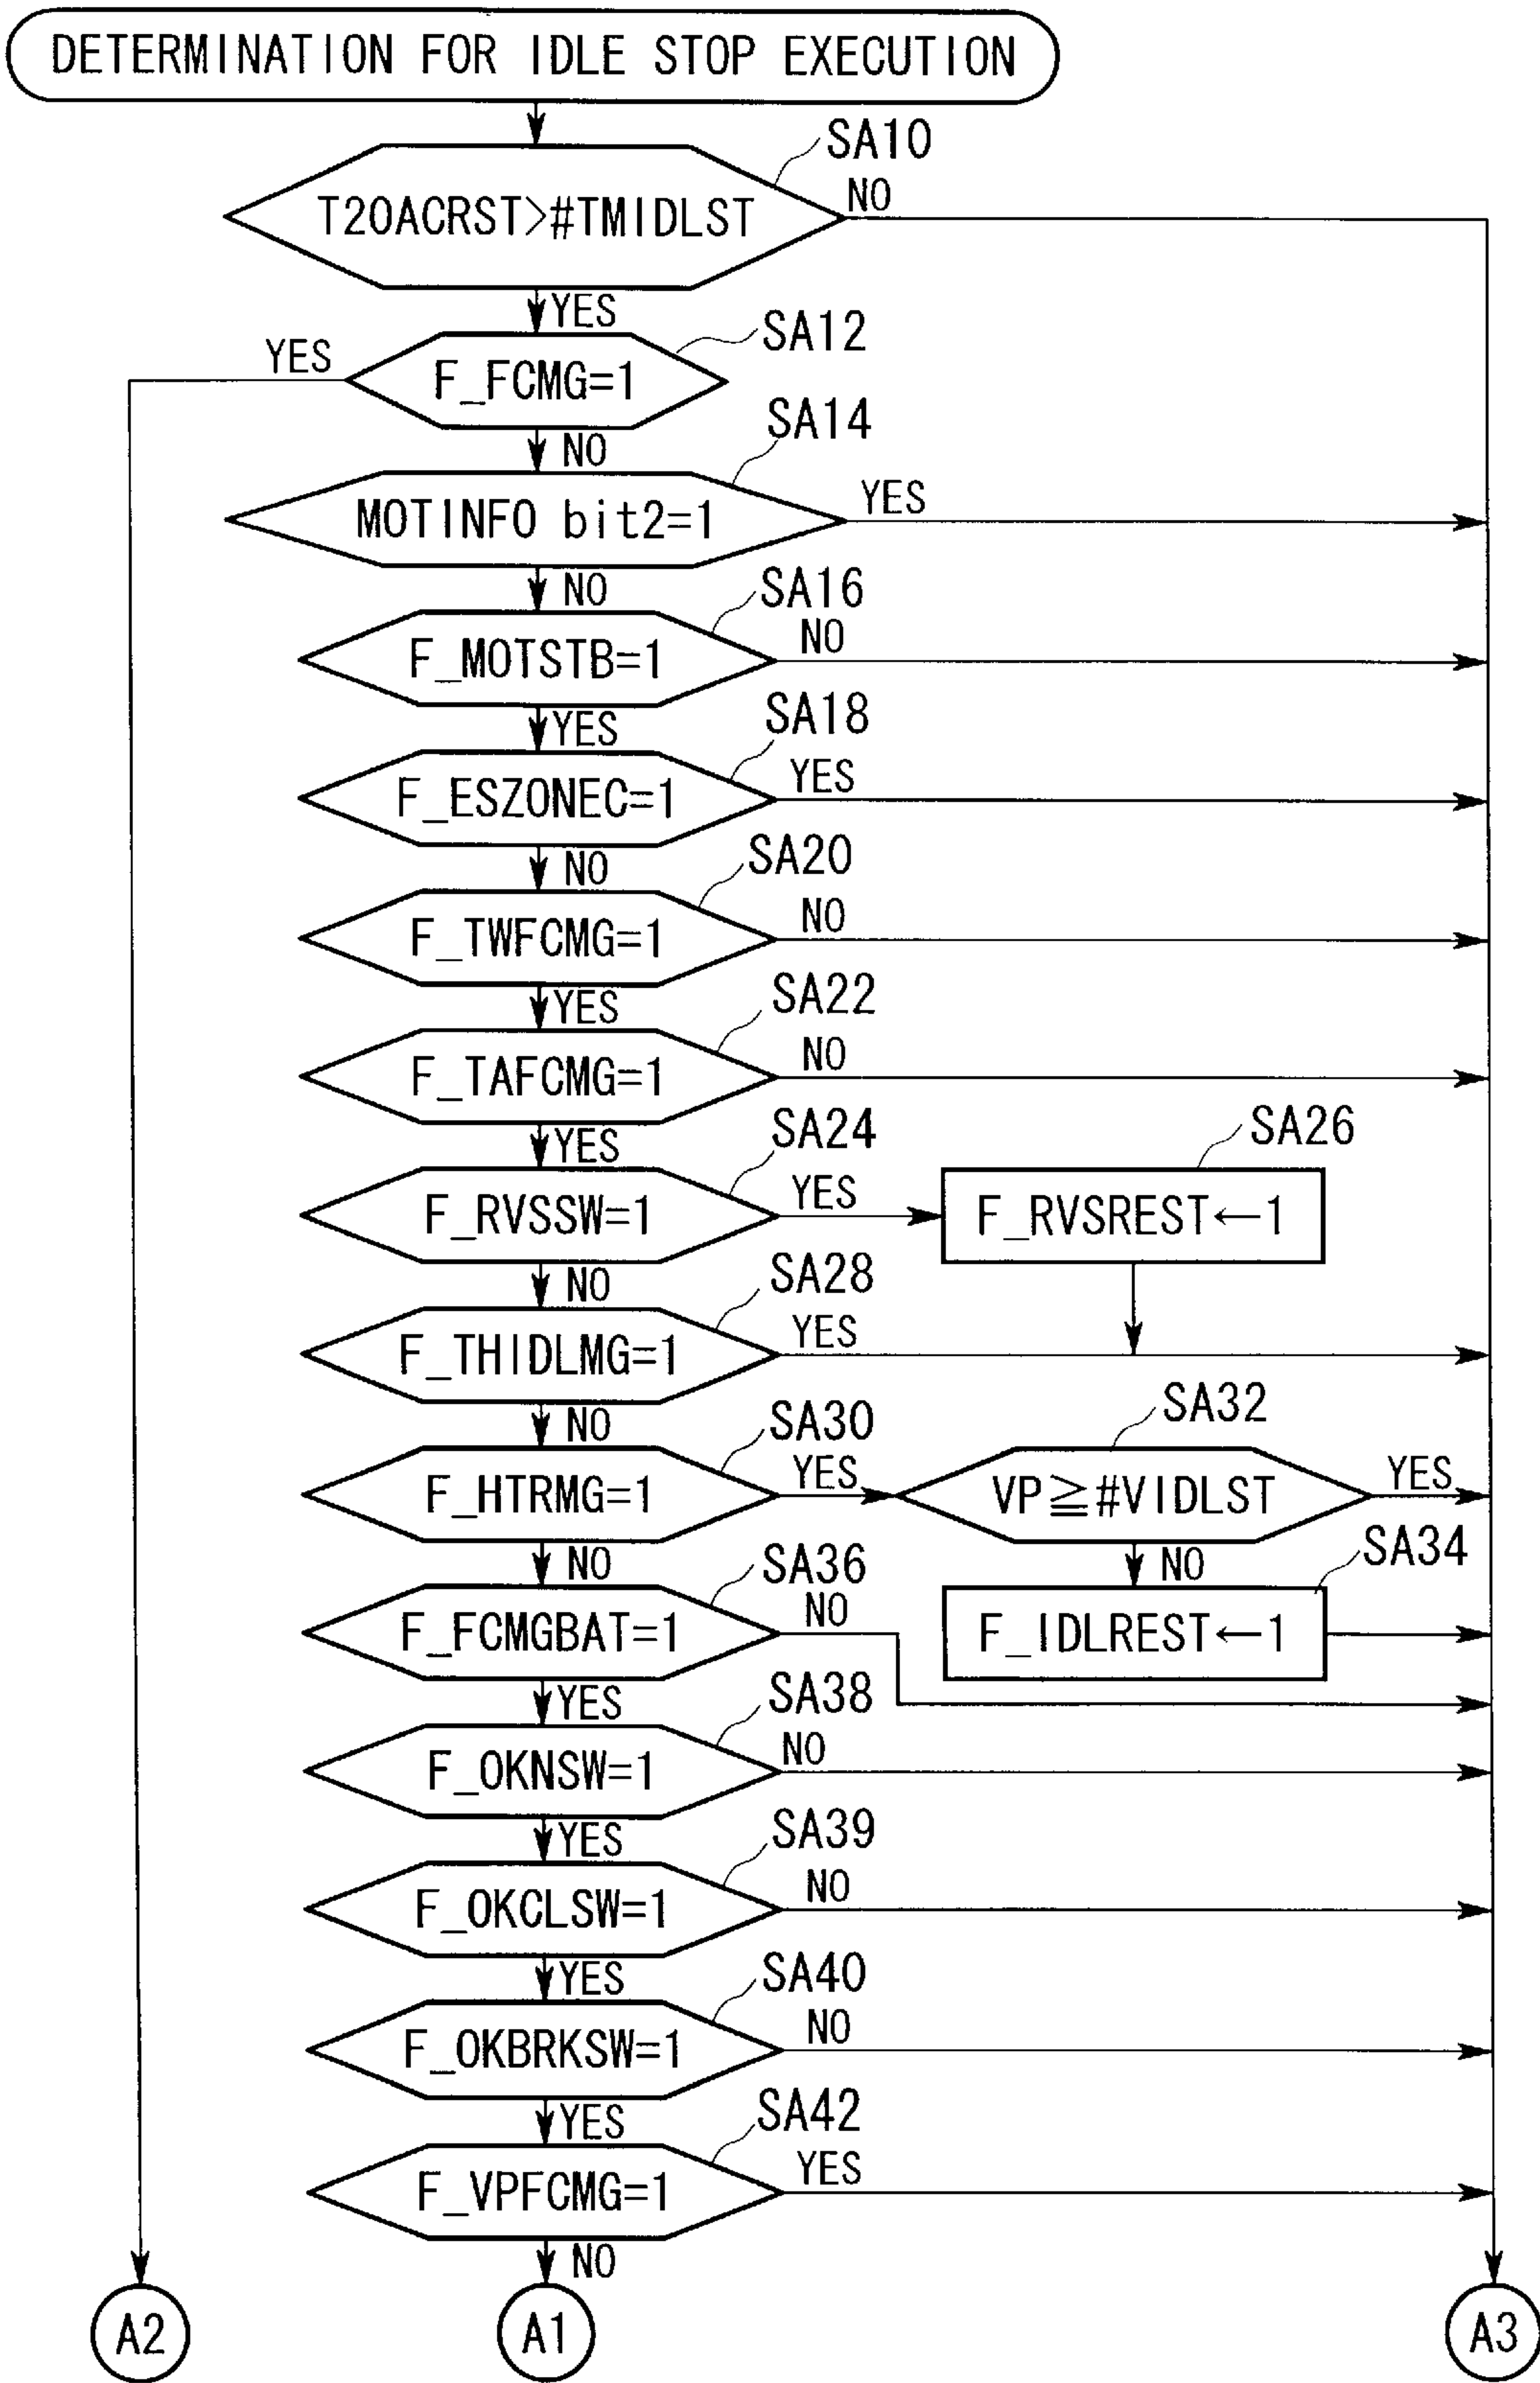 DETERMINATION FOR IDLE STOP EXECUTION
SA10
T20ACRST>#TMIDLST
NO
YES
SA12
YES
F_FCMG=1
NO
SA14
MOTINFO bit2=1
YES
NO
SA16
F_MOTSTB=1
NO
YES
SA18
F_ESZONEC=1
YES
NO
SA20
F_TWFCMG=1
NO
YES
SA22
F_TAFCMG=1
NO
YES
SA24
SA26
F_RVSSW=1
YES
F_RVSREST←1
NO
SA28
F_THIDLMG=1
YES
NO
SA30
SA32
F_HTRMG=1
YES
VP≧#VIDLST
YES
NO
NO
SA36
SA34
F_FCMGBAT=1
NO
F_IDLREST←1
YES
SA38
F_OKNSW=1
NO
YES
SA39
F_OKCLSW=1
NO
YES
SA40
F_OKBRKSW=1
NO
YES
SA42
F_VPFCMG=1
YES
NO
A2
A1
A3